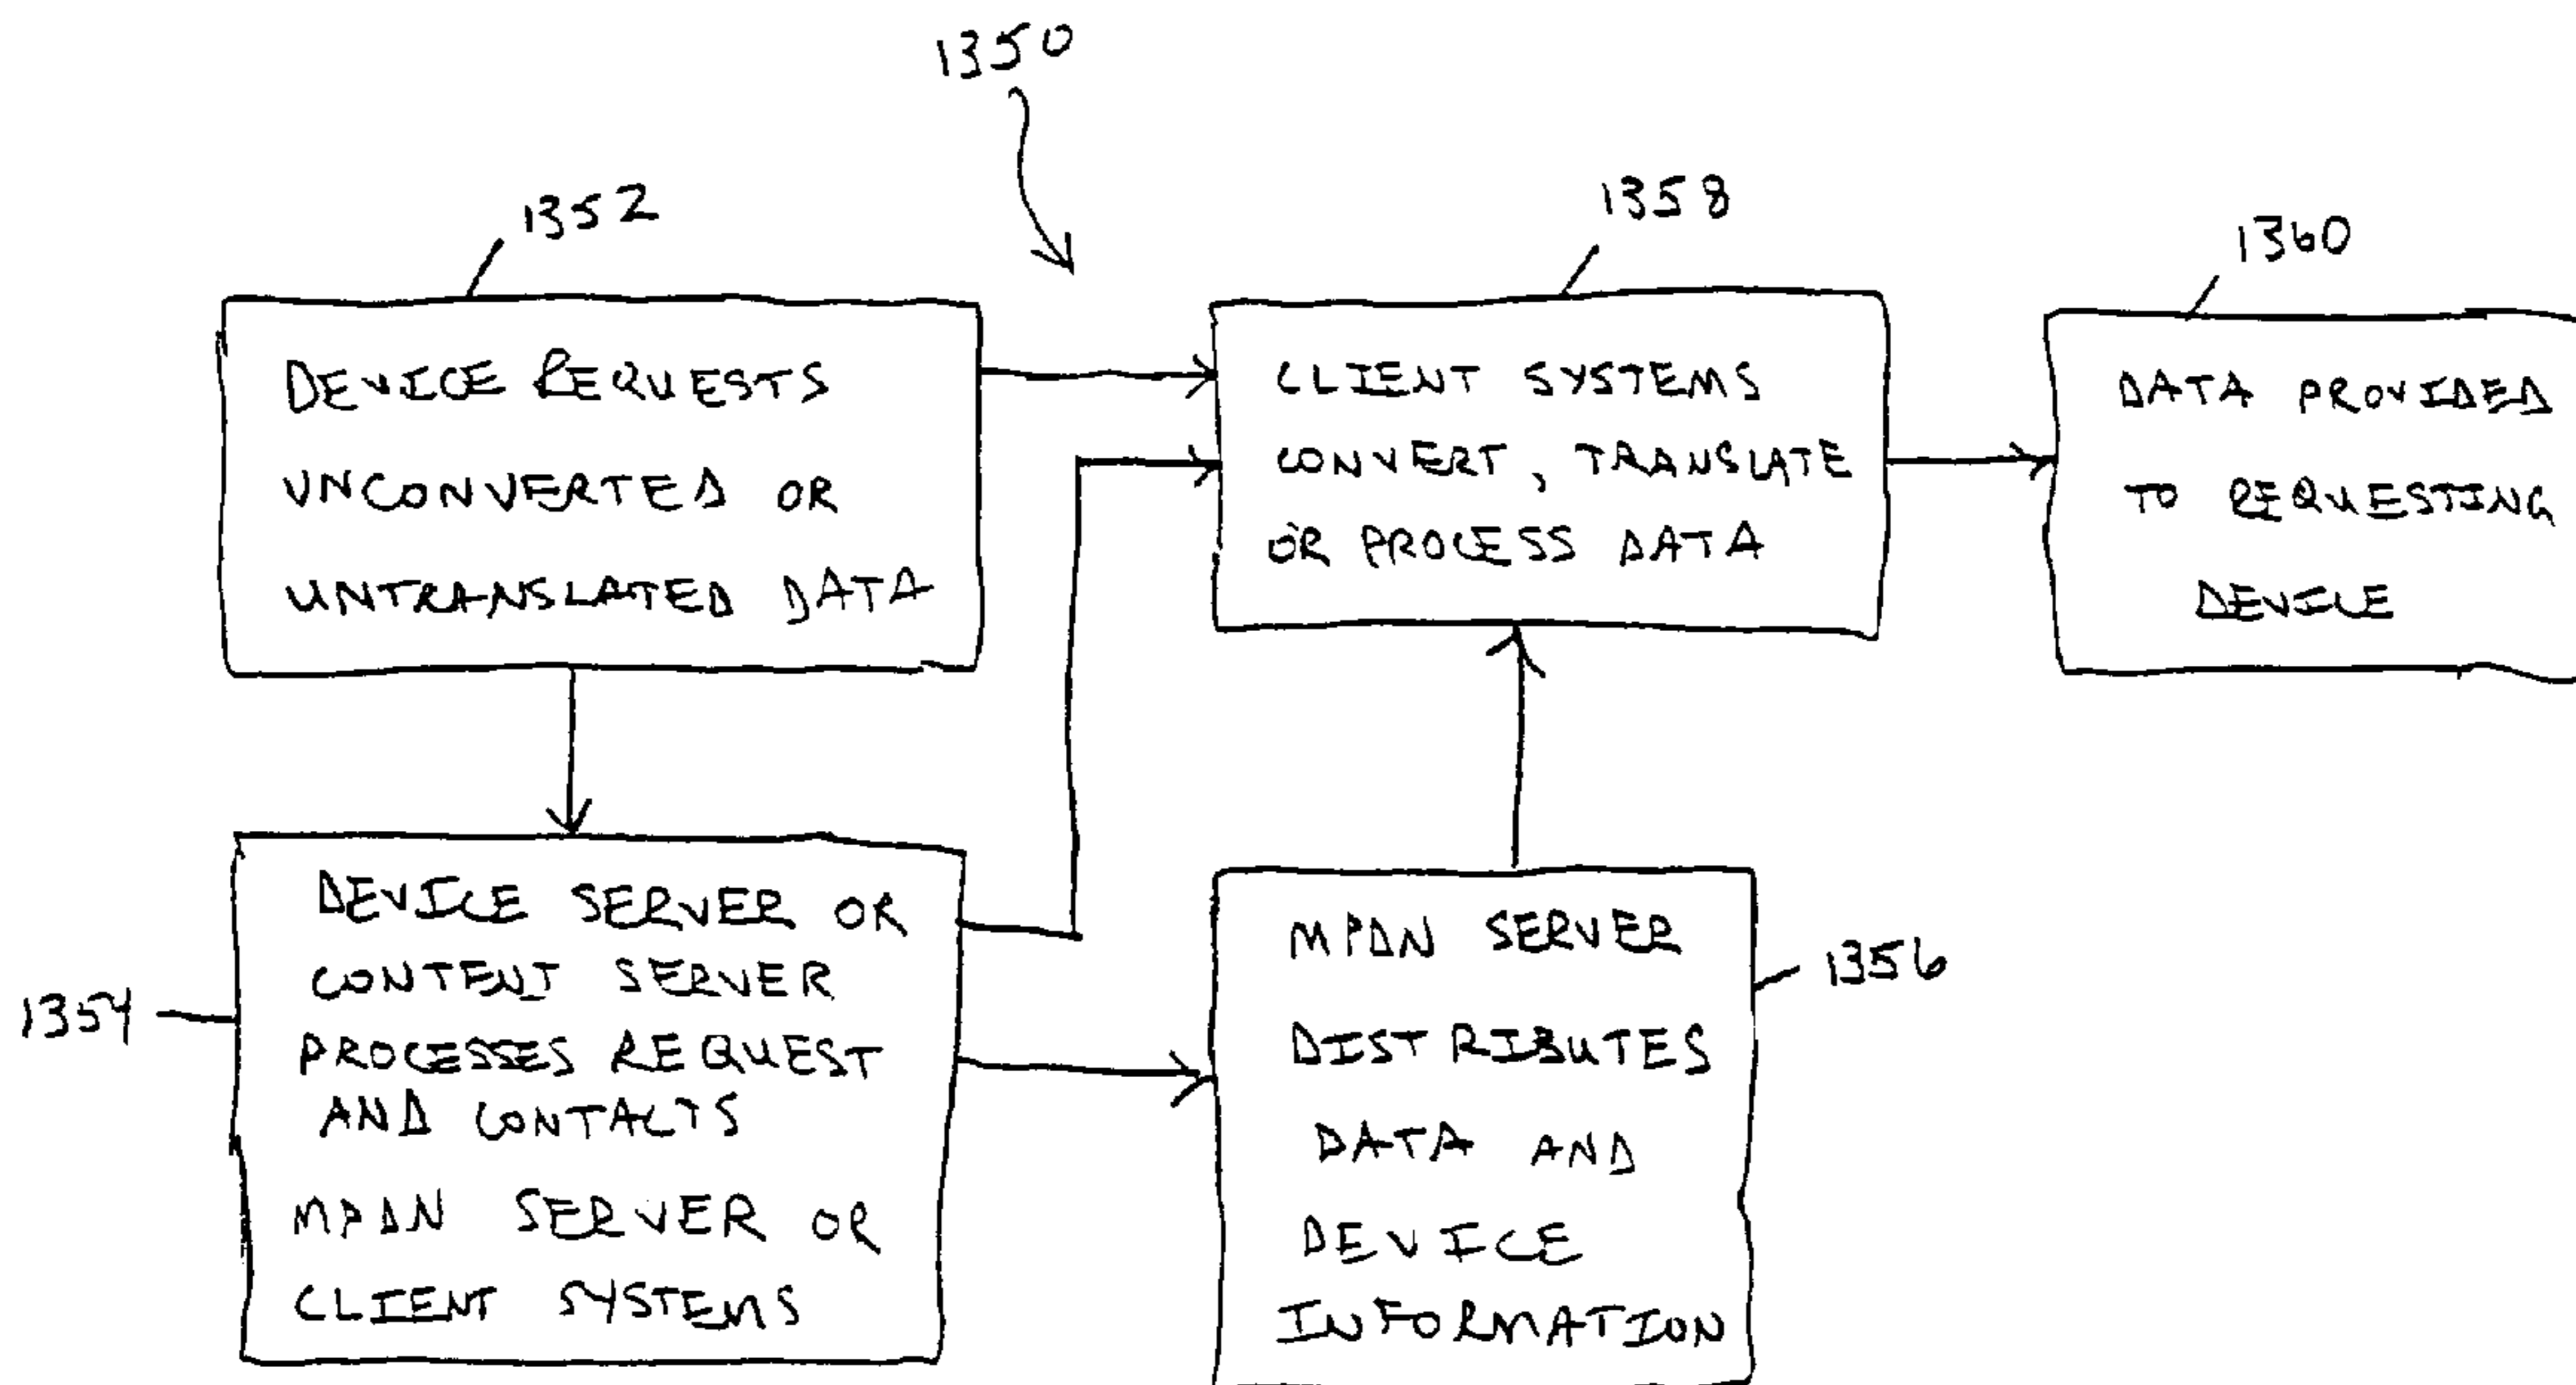 1350
1352
DEVICE REQUESTS
UNCONVERTED OR
UNTRANSLATED DATA
1358
CLIENT SYSTEMS
CONVERT, TRANSLATE
OR PROCESS DATA
1360
DATA PROVIDED
TO REQUESTING
DEVICE
1354
DEVICE SERVER OR
CONTENT SERVER
PROCESSES REQUEST
AND CONTACTS
MPDN SERVER OR
CLIENT SYSTEMS
1356
MPDN SERVER
DISTRIBUTES
DATA AND
DEVICE
INFORMATION